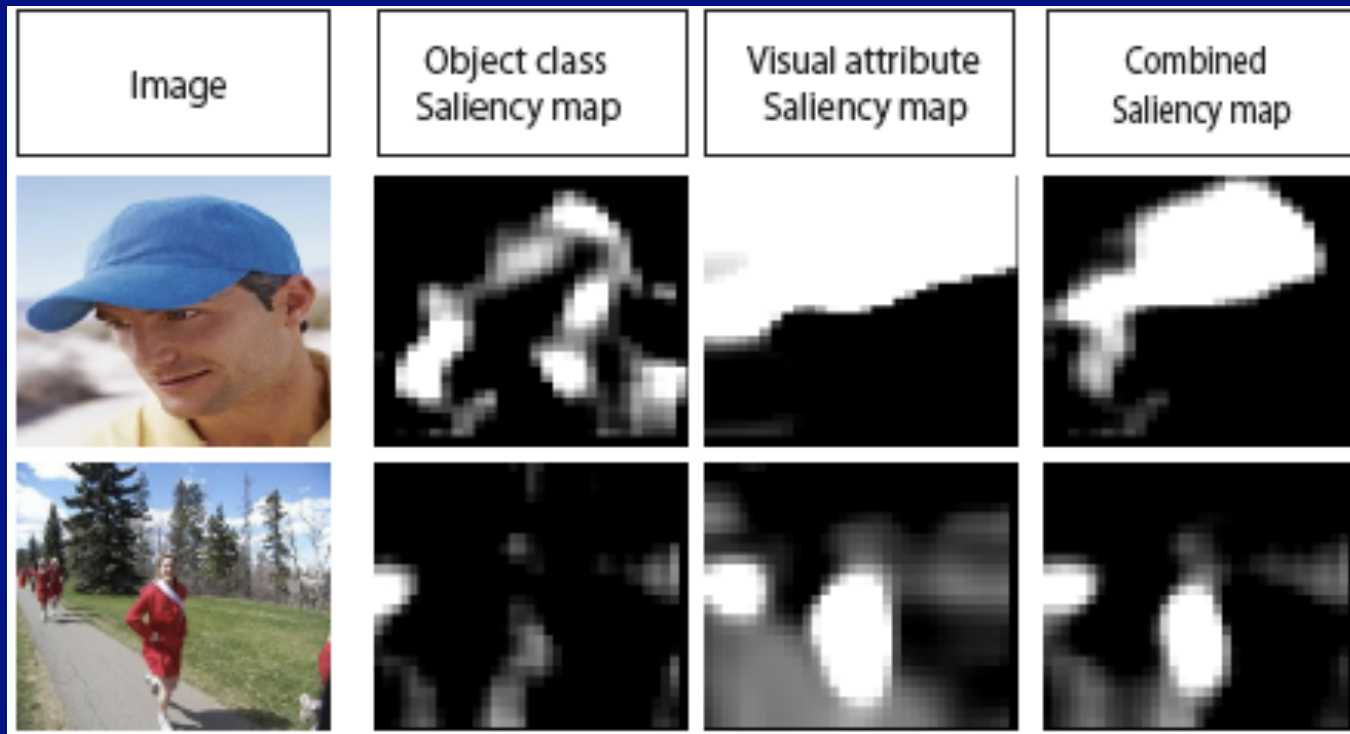 Image
Object class
Saliency map
Visual attribute
Saliency map
Combined
Saliency map